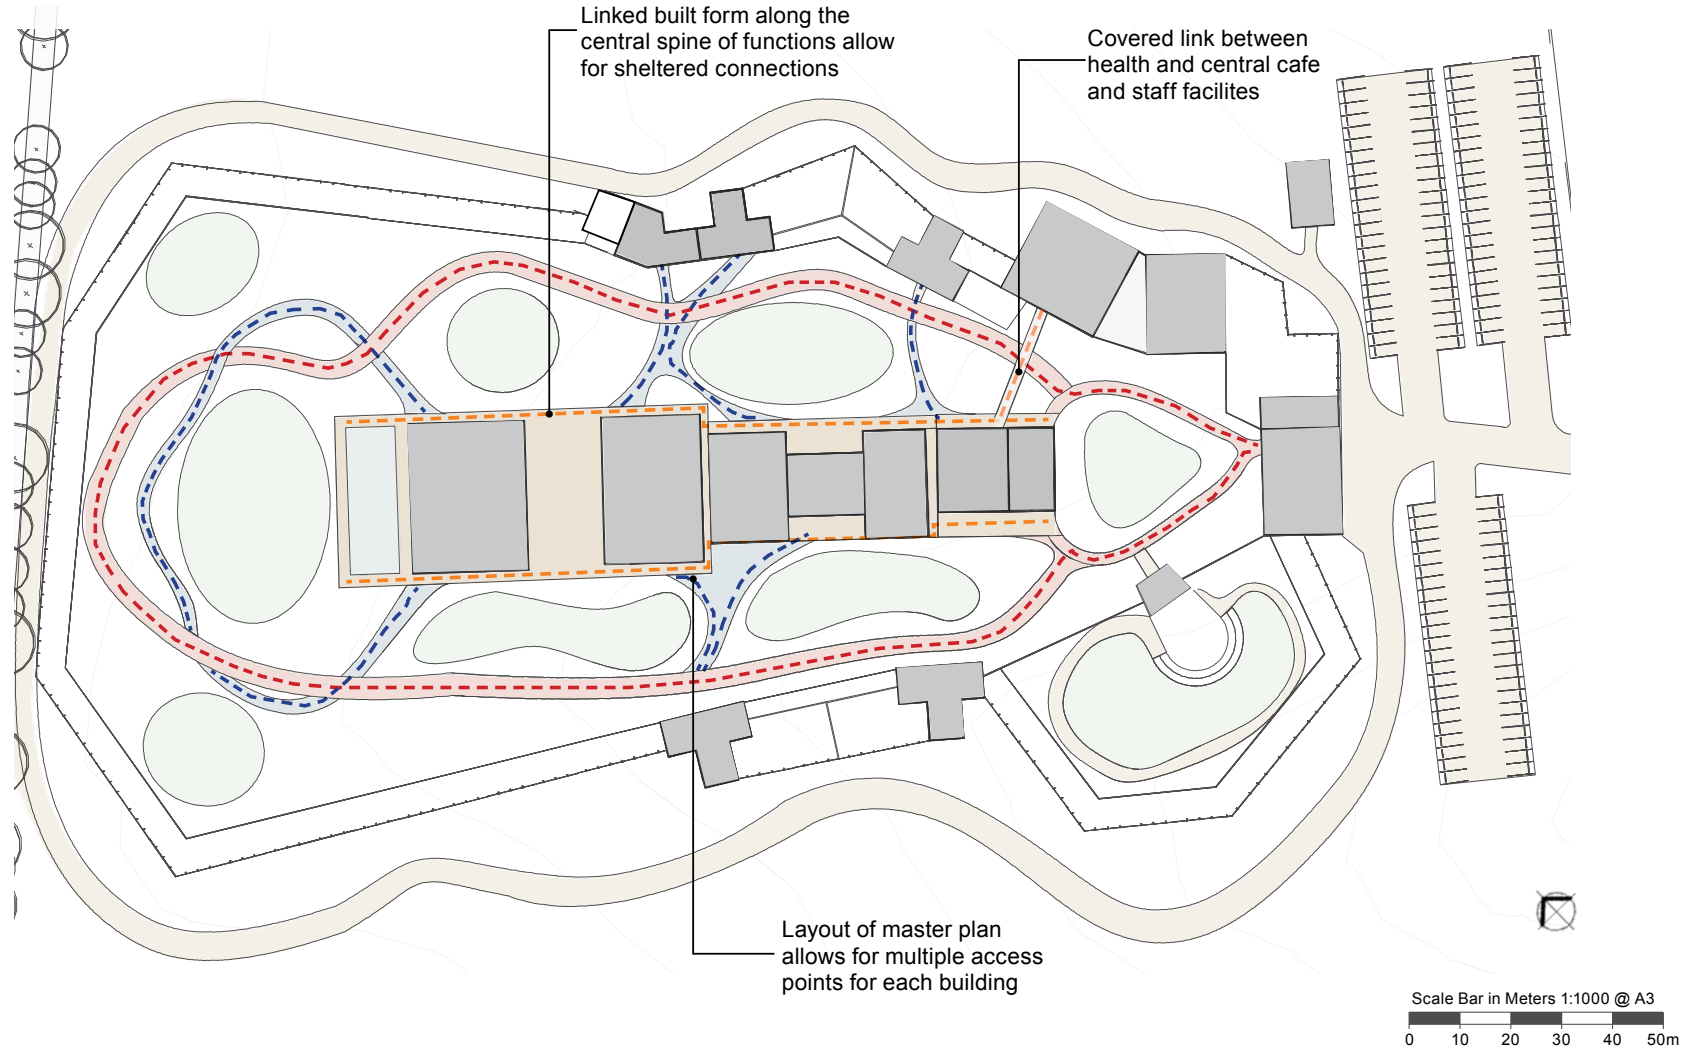 Linked built form along the
central spine of functions allow
for sheltered connections
Covered link between
health and central cafe
and staff facilites
Layout of master plan
allows for multiple access
points for each building
Scale Bar in Meters 1:1000 @ A3
0 10 20 30 40 50m